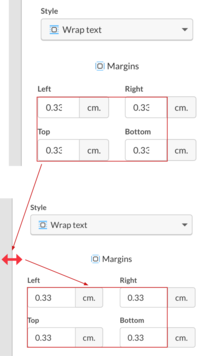 Style
Wrap text
Margins
Left Right
0.33 cm. 0.33 cm.
Top Bottom
0.33 cm. 0.33 cm.
Style
Wrap text
Margins
Left Right
0.33 cm. 0.33 cm.
Top Bottom
0.33 cm. 0.33 cm.